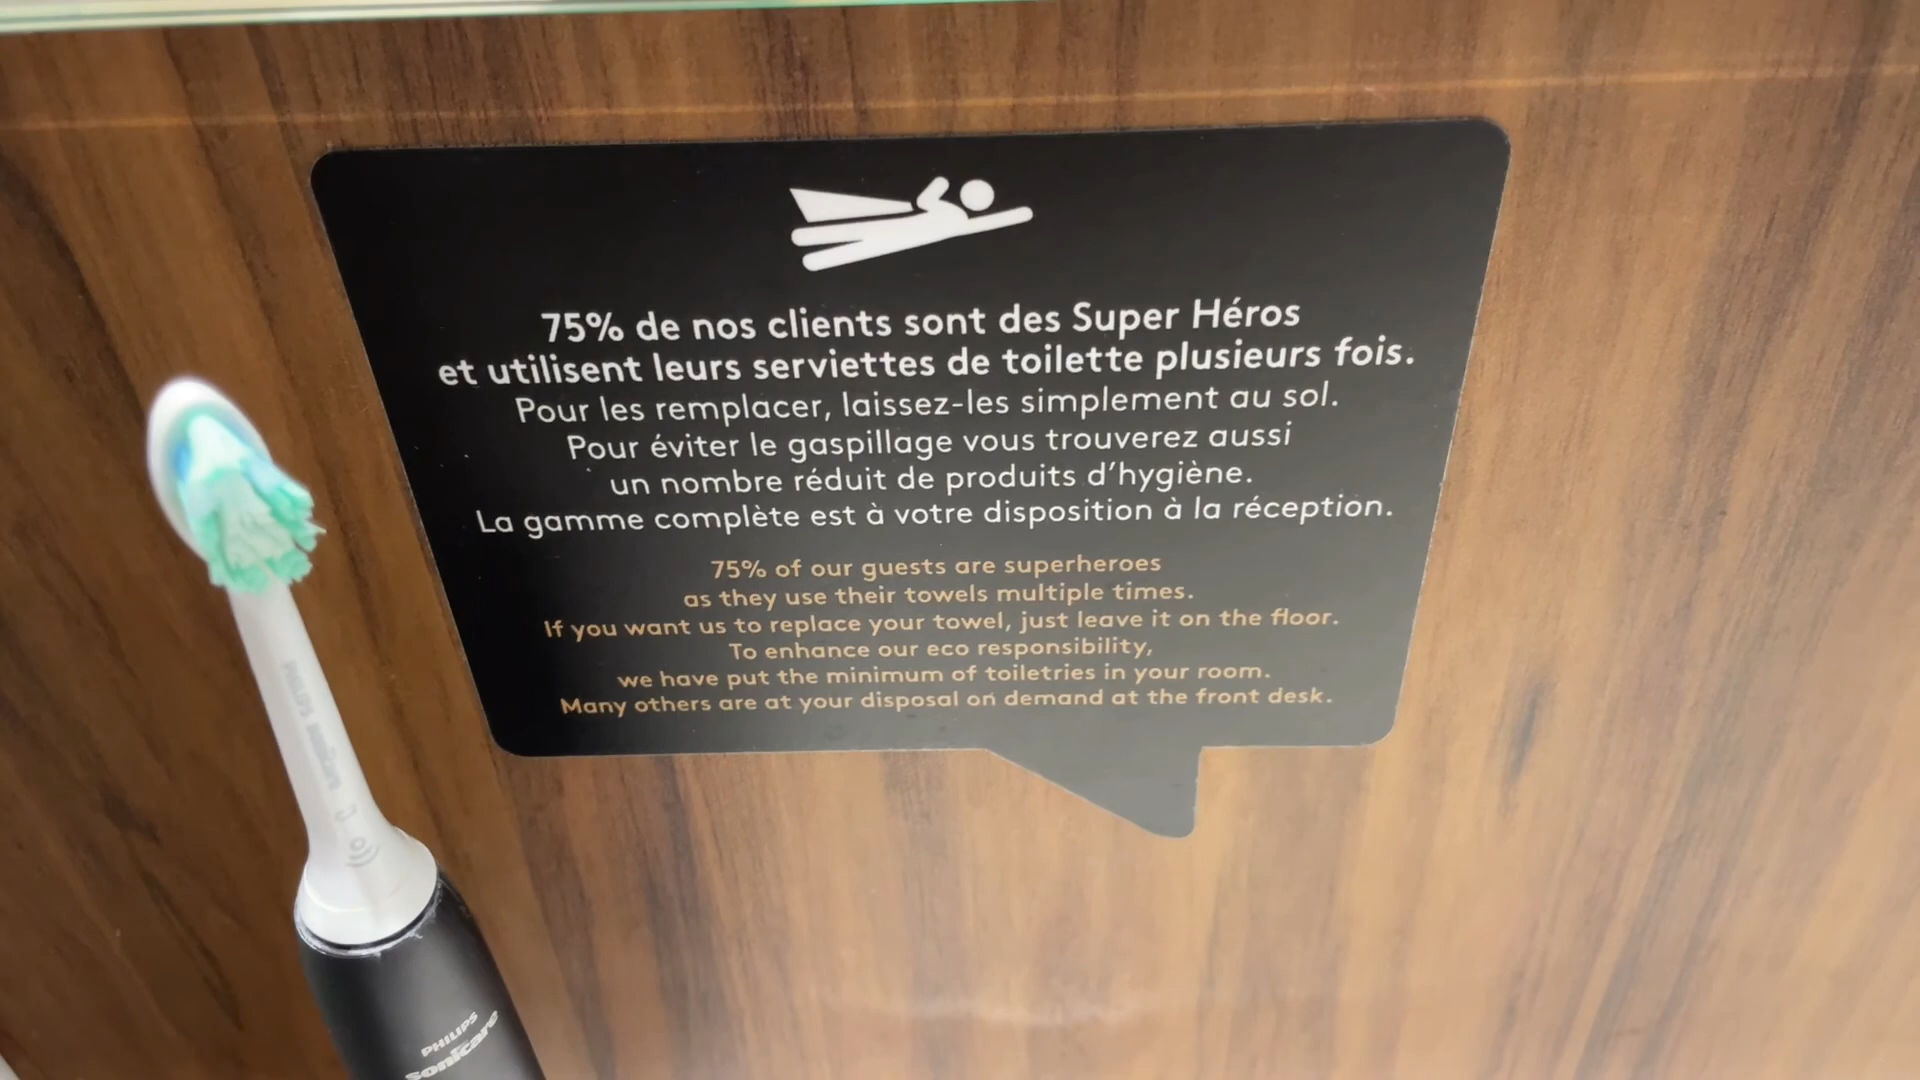 75% de nos clients sont des Super Héros
et utilisent leurs serviettes de toilette plusieurs fois.
Pour les remplacer, laissez-les simplement au sol.
Pour éviter le gaspillage vous trouverez aussi
un nombre réduit de produits d'hygiène.
La gamme complète est à votre disposition à la réception.
75% of our guests are superheroes
as they use their towels multiple times.
If you want us to replace your towel, just leave it on the floor.
To enhance our eco responsibility,
we have put the minimum of toiletries in your room.
Many others are at your disposal on demand at the front desk.
PHILIPS sonicare
PHILIPS
sonicare